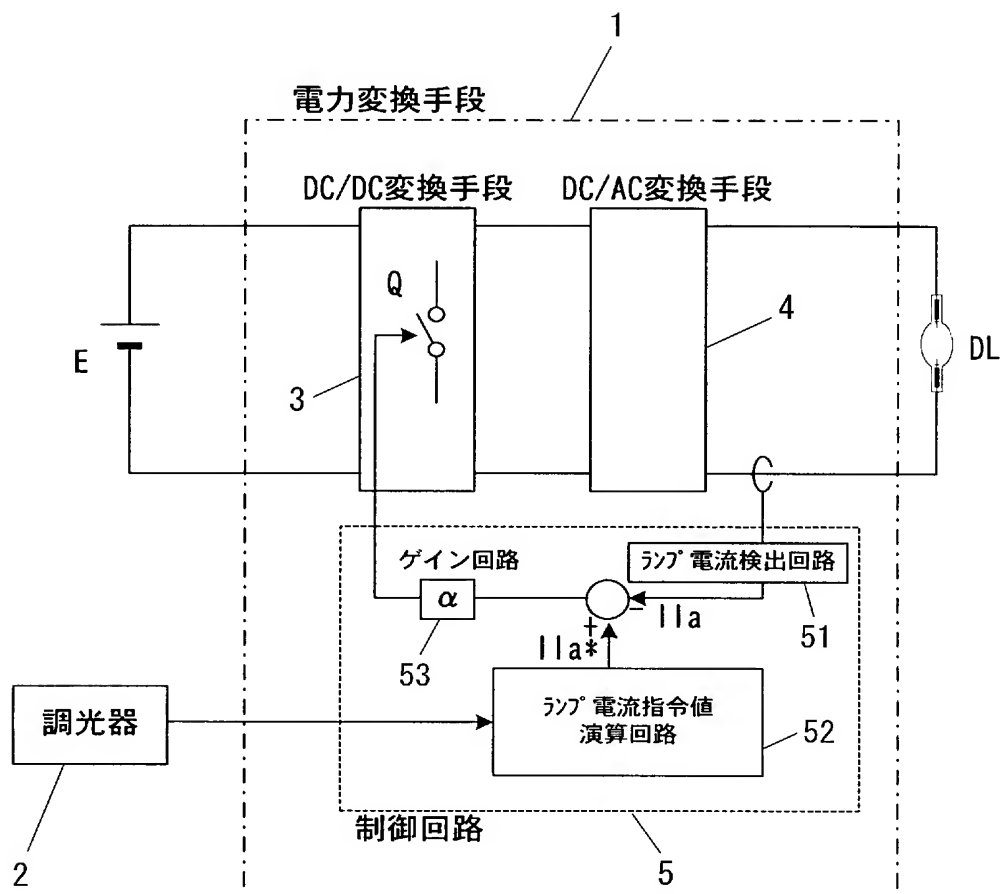 1
電力変換手段
DC/DC変換手段
DC/AC変換手段
Q
E
3
4
DL
ゲイン回路
ﾗﾝﾌﾟ電流検出回路
α
- Ila
+
Ila*
51
53
調光器
ﾗﾝﾌﾟ電流指令値
演算回路
52
制御回路
2
5